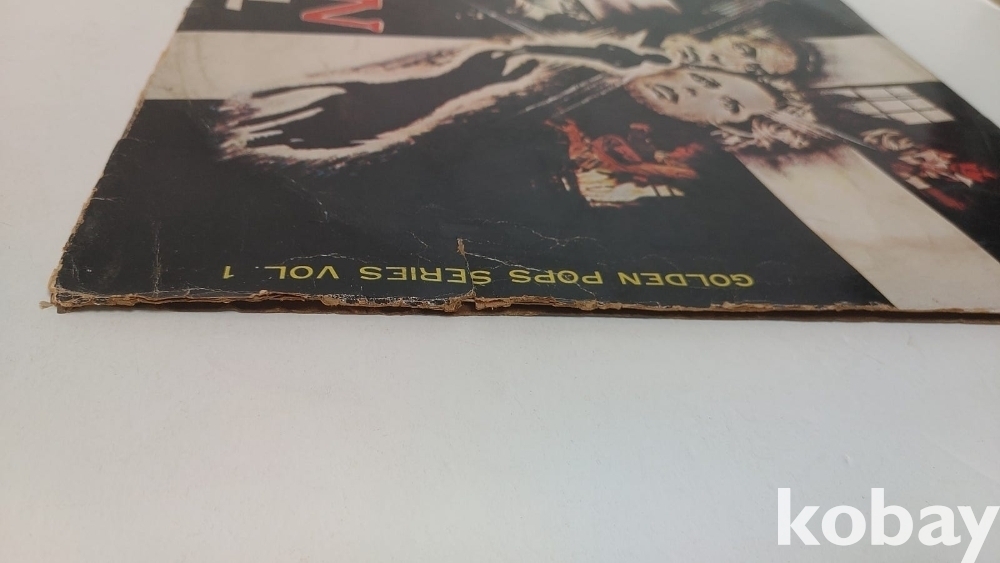 GOLDEN POPS SERIES VOL. 1
kobay